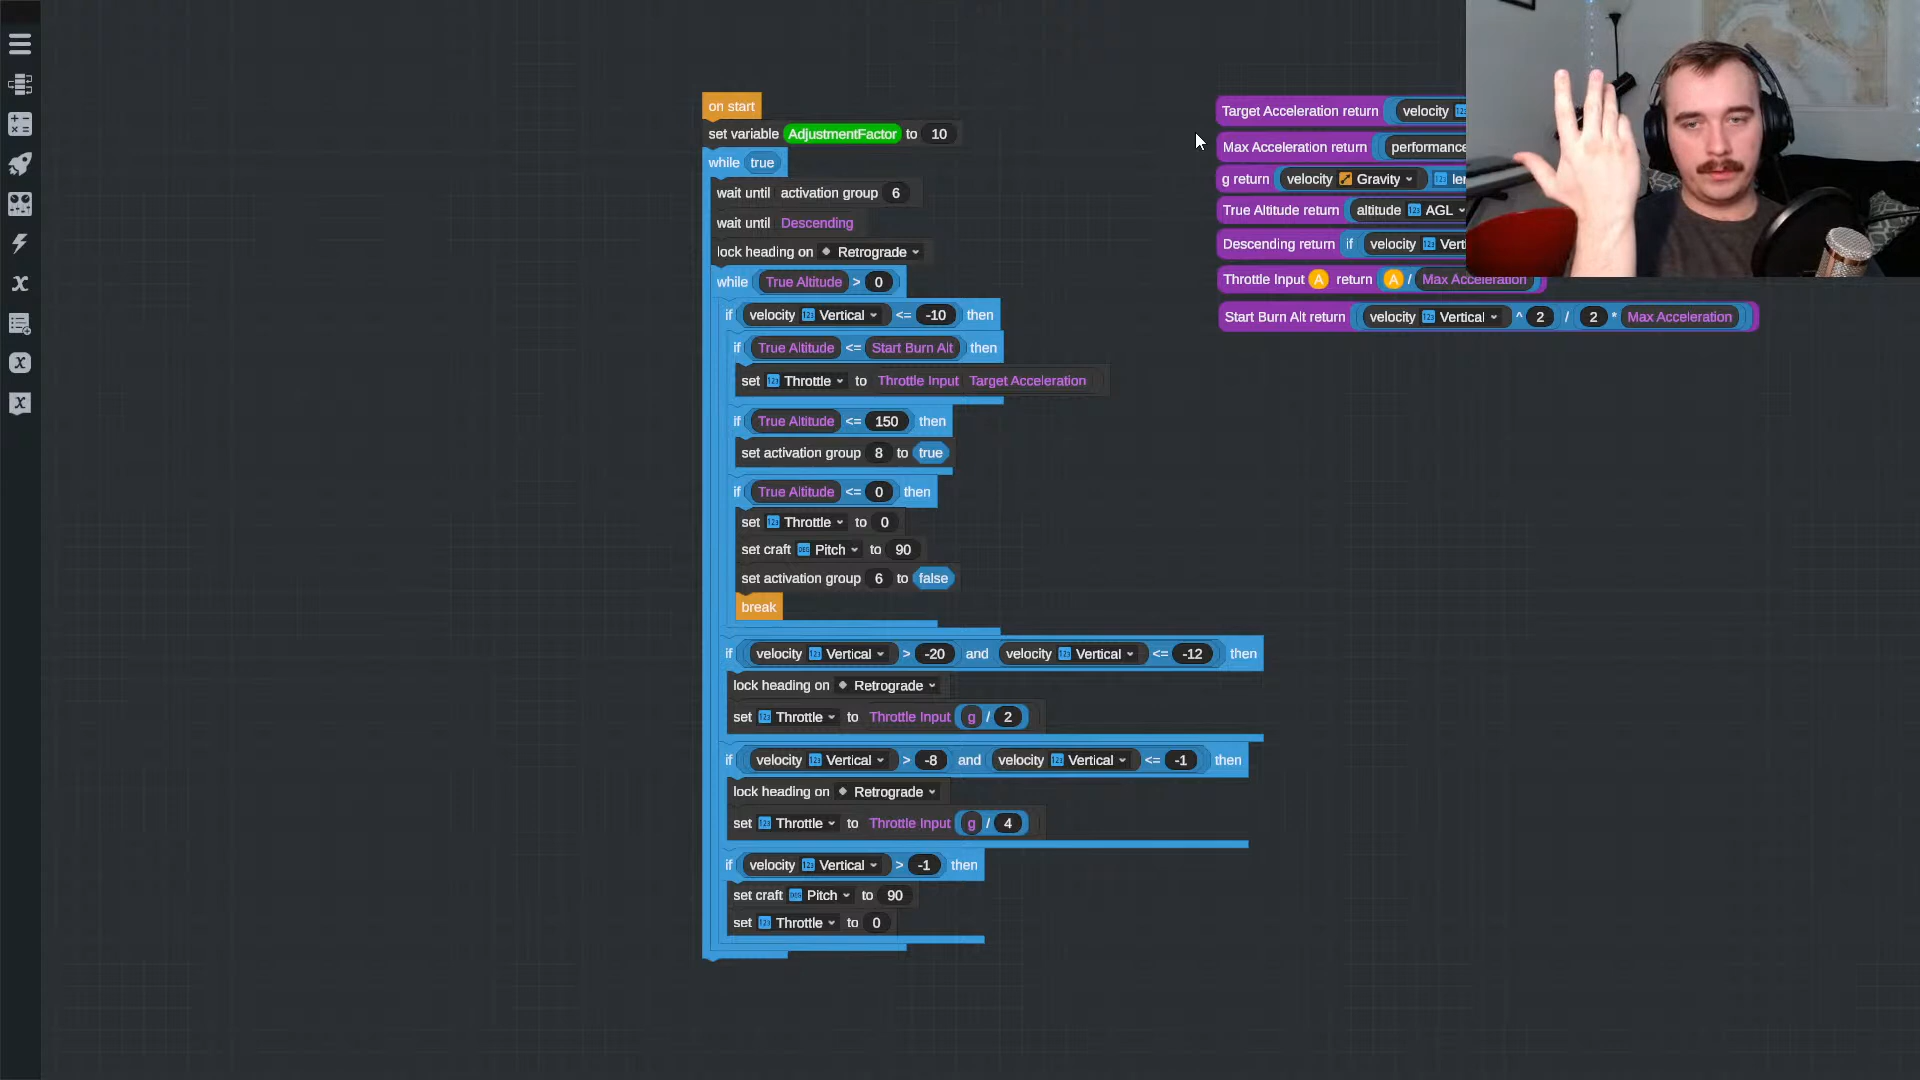 on start
set variable AdjustmentFactor to 10
while true
wait until activation group 6
wait until Descending
lock heading on Retrograde
while True Altitude > 0
if velocity Vertical <= -10 then
if True Altitude <= Start Burn Alt then
set Throttle to Throttle Input Target Acceleration
if True Altitude <= 150 then
set activation group 8 to true
if True Altitude <= 0 then
set Throttle to 0
set craft Pitch to 90
set activation group 6 to false
break
if velocity Vertical > -20 and velocity Vertical <= -12 then
lock heading on Retrograde
set Throttle to Throttle Input g / 2
if velocity Vertical > -8 and velocity Vertical <= -1 then
lock heading on Retrograde
set Throttle to Throttle Input g / 4
if velocity Vertical > -1 then
set craft Pitch to 90
set Throttle to 0
Target Acceleration return velocity
Max Acceleration return performance
g return velocity Gravity
True Altitude return altitude AGL
Descending return if velocity
Throttle Input A return A / Max Acceleration
Start Burn Alt return velocity Vertical ^ 2 / 2 * Max Acceleration